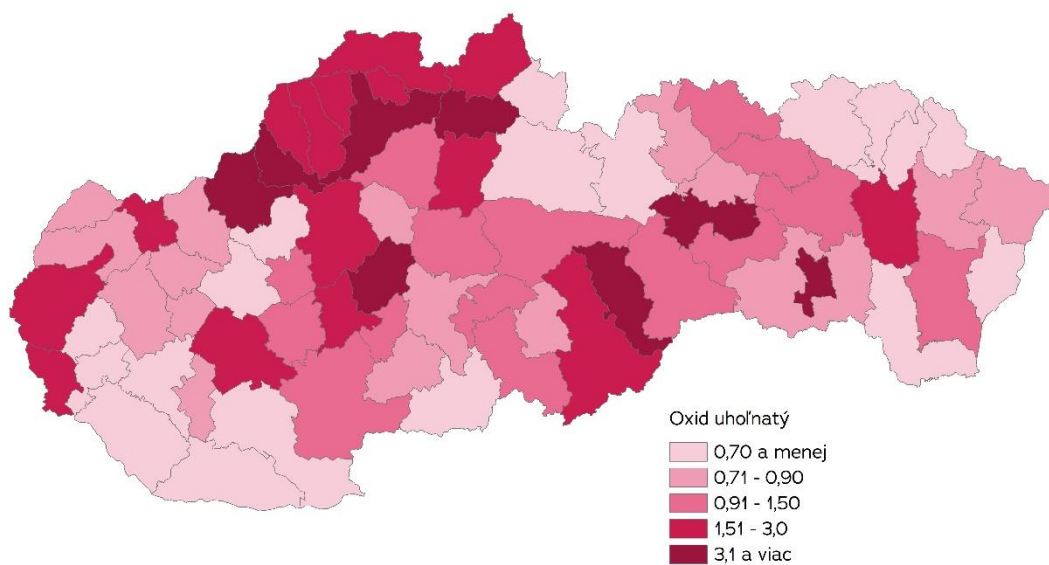 Oxid uhoľnatý
0,70 a menej
0,71 - 0,90
0,91 - 1,50
1,51 - 3,0
3,1 a viac